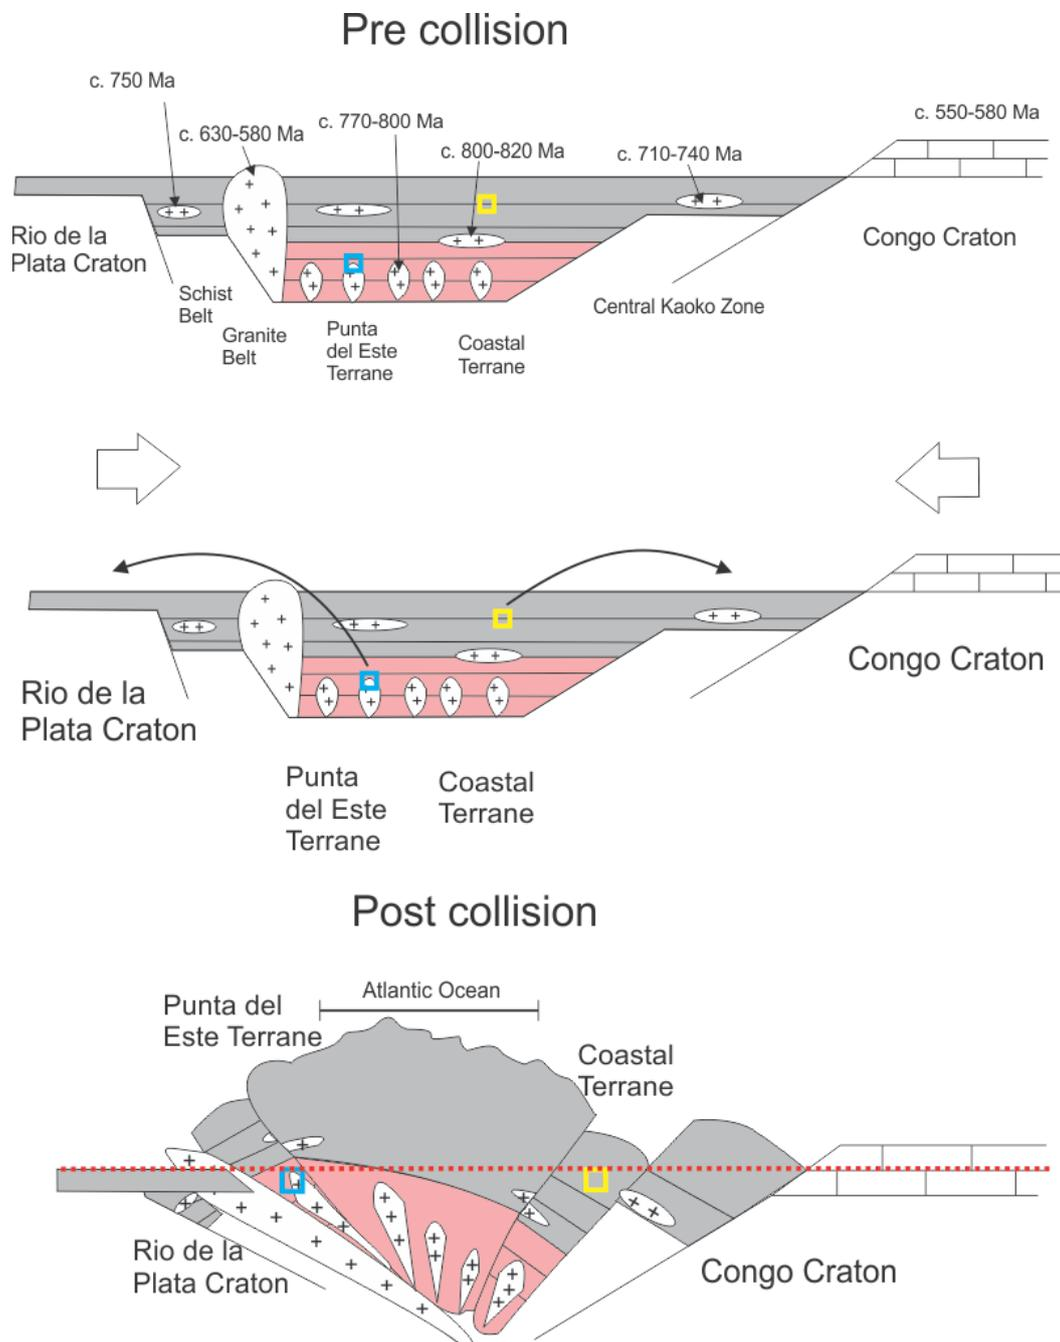 Pre collision
c. 750 Ma
c. 630-580 Ma
c. 770-800 Ma
c. 800-820 Ma
c. 710-740 Ma
c. 550-580 Ma
Rio de la
Plata Craton
Congo Craton
Schist
Belt
Granite
Belt
Punta
del Este
Terrane
Coastal
Terrane
Central Kaoko Zone
Rio de la
Plata Craton
Congo Craton
Punta
del Este
Terrane
Coastal
Terrane
Post collision
Punta del
Este Terrane
Atlantic Ocean
Coastal
Terrane
Rio de la
Plata Craton
Congo Craton